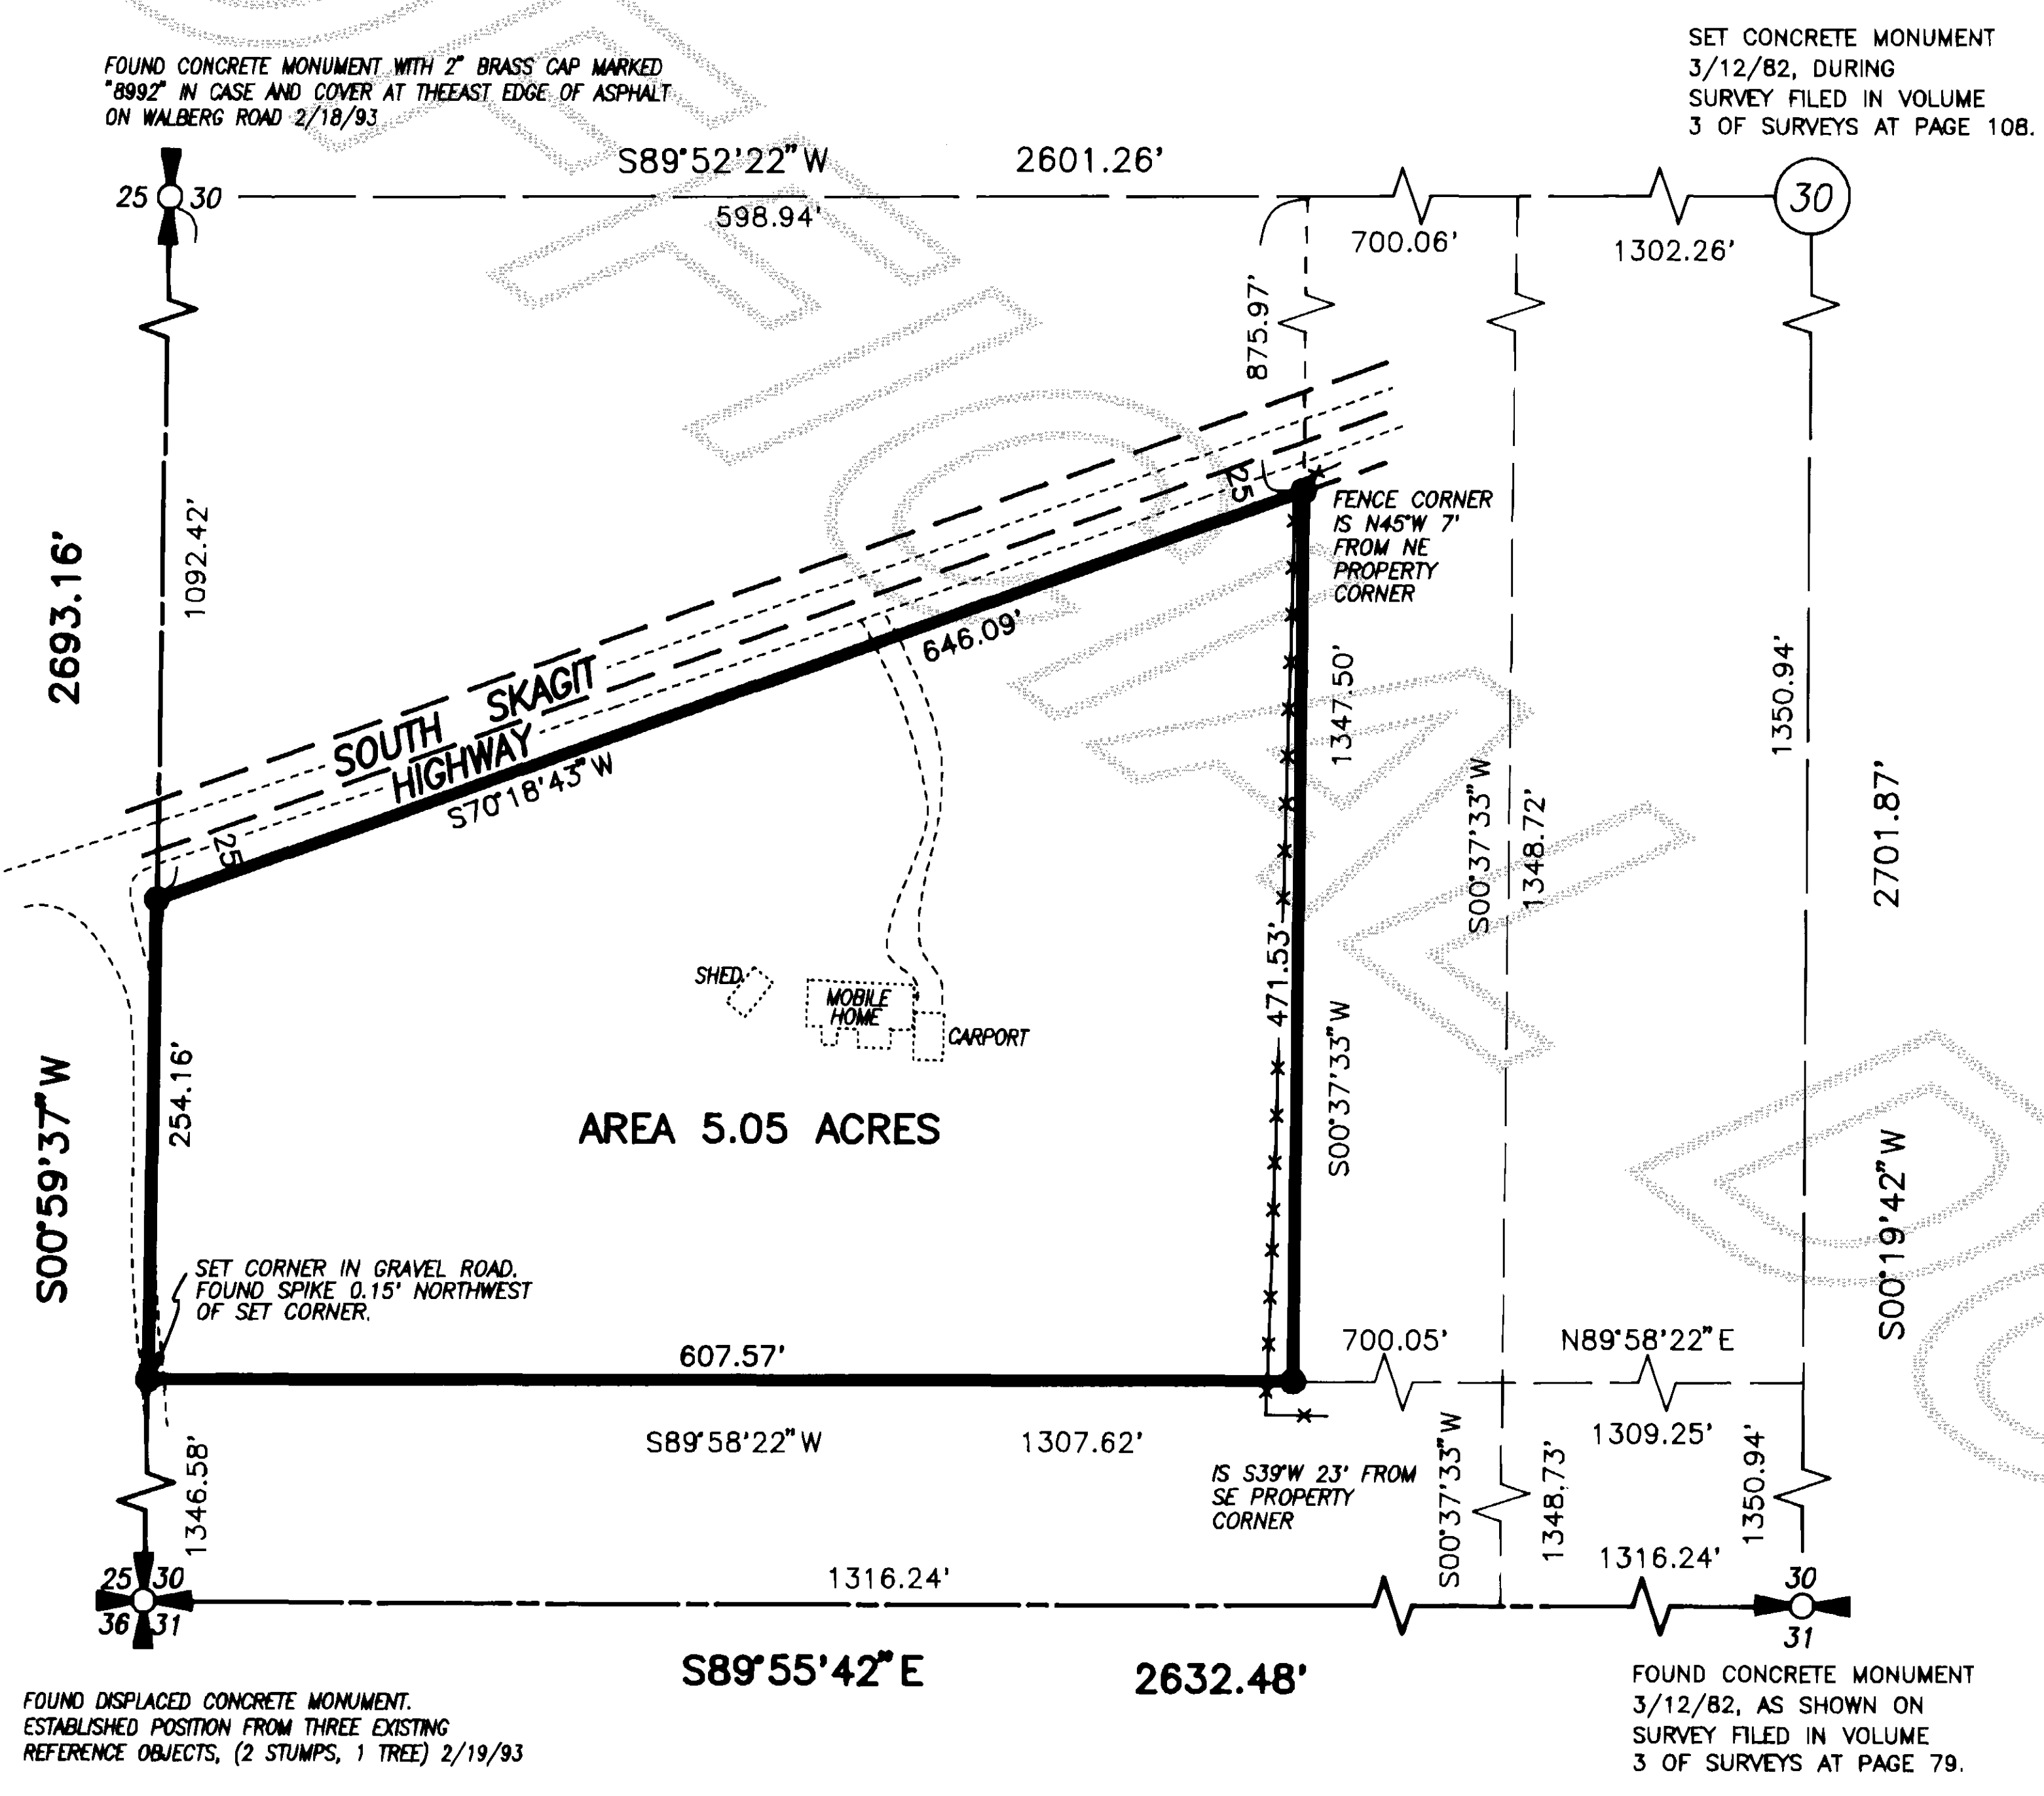 SET CONCRETE MONUMENT
3/12/82, DURING
SURVEY FILED IN VOLUME
3 OF SURVEYS AT PAGE 108.
FOUND CONCRETE MONUMENT WITH 2" BRASS CAP MARKED
"8992" IN CASE AND COVER AT THEEAST EDGE OF ASPHALT
ON WALBERG ROAD 2/18/93
S89°52'22"W 2601.26'
25 30
598.94'
700.06'
1302.26'
30
875.97'
2693.16'
1092.42'
25
FENCE CORNER
IS N45°W 7'
FROM NE
PROPERTY
CORNER
646.09'
SOUTH SKAGIT
HIGHWAY
S70°18'43"W
25
1347.50'
S00°37'33"W
1348.72'
1350.94'
2701.87'
471.53'
SHED
MOBILE
HOME
CARPORT
S00°37'33"W
254.16'
S00°59'37"W
AREA 5.05 ACRES
S00°19'42"W
SET CORNER IN GRAVEL ROAD.
FOUND SPIKE 0.15' NORTHWEST
OF SET CORNER.
607.57'
700.05'
N89°58'22"E
S89°58'22"W 1307.62'
1309.25'
1346.58'
IS S39°W 23' FROM
SE PROPERTY
CORNER
S00°37'33"W
1348.73'
1350.94'
25 30
36 31
1316.24'
1316.24'
30
31
S89°55'42"E 2632.48'
FOUND DISPLACED CONCRETE MONUMENT.
ESTABLISHED POSITION FROM THREE EXISTING
REFERENCE OBJECTS, (2 STUMPS, 1 TREE) 2/19/93
FOUND CONCRETE MONUMENT
3/12/82, AS SHOWN ON
SURVEY FILED IN VOLUME
3 OF SURVEYS AT PAGE 79.